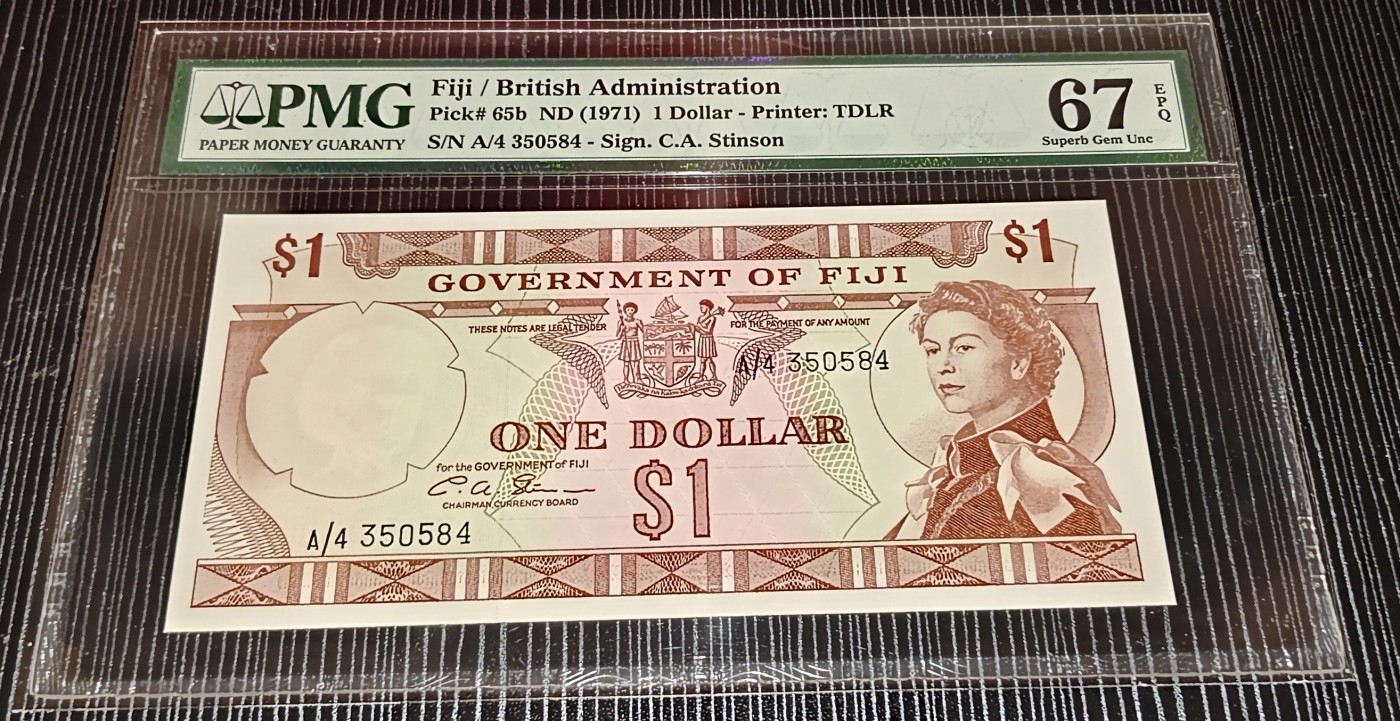 PMG
PAPER MONEY GUARANTY
Fiji / British Administration
Pick# 65b ND (1971) 1 Dollar - Printer: TDLR
S/N A/4 350584 - Sign. C.A. Stinson
67
EPQ
Superb Gem Unc
$1
$1
GOVERNMENT OF FIJI
THESE NOTES ARE LEGAL TENDER
FOR THE PAYMENT OF ANY AMOUNT
A/4 350584
ONE DOLLAR
for the GOVERNMENT of FIJI
$1
CHAIRMAN, CURRENCY BOARD
A/4 350584